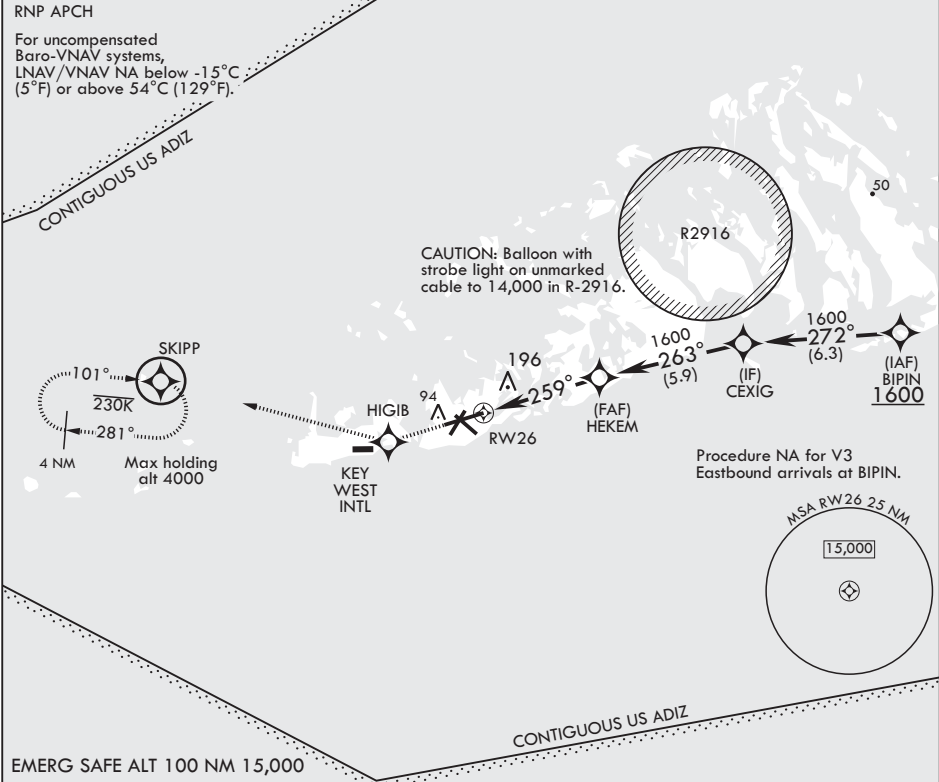 RNP APCH
For uncompensated
Baro-VNAV systems,
LNAV/VNAV NA below -15°C
(5°F) or above 54°C (129°F).
CONTIGUOUS US ADIZ
50
R2916
CAUTION: Balloon with
strobe light on unmarked
cable to 14,000 in R-2916.
1600
272°
(6.3)
(IAF)
BIPIN
1600
1600
263°
(5.9)
(IF)
CEXIG
SKIPP
101°
230K
281°
4 NM
Max holding
alt 4000
196
259°
(FAF)
HEKEM
94
HIGIB
RW26
KEY
WEST
INTL
Procedure NA for V3
Eastbound arrivals at BIPIN.
MSA RW26 25 NM
15,000
CONTIGUOUS US ADIZ
EMERG SAFE ALT 100 NM 15,000